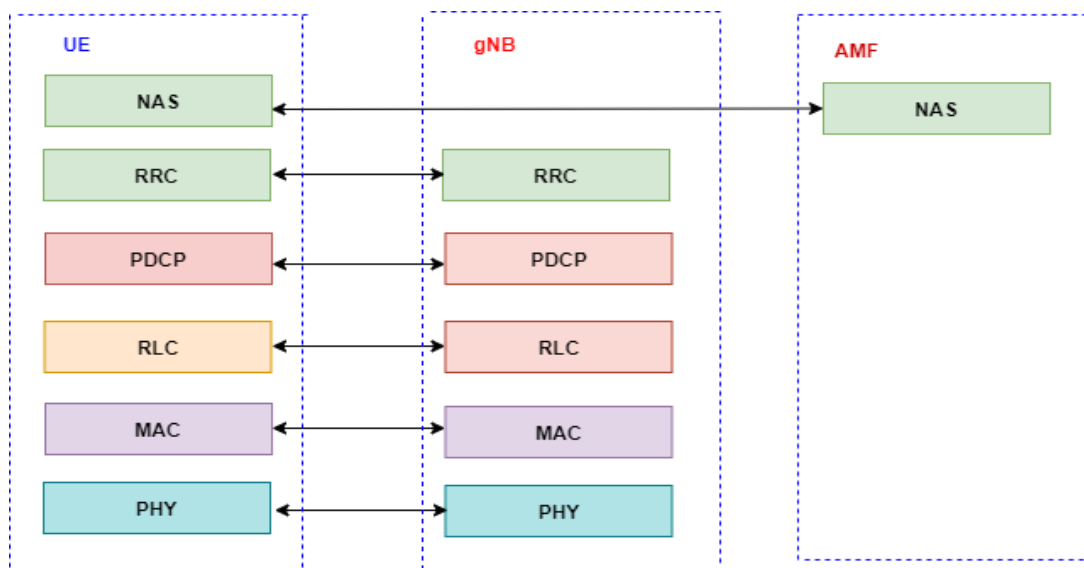 UE
gNB
AMF
NAS
NAS
RRC
RRC
PDCP
PDCP
RLC
RLC
MAC
MAC
PHY
PHY